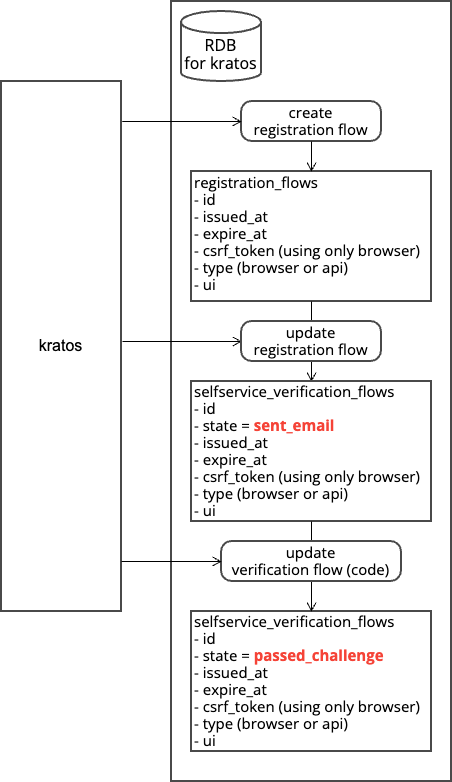 RDB
for kratos
create
registration flow
registration_flows
- id
- issued_at
- expire_at
- csrf_token (using only browser)
- type (browser or api)
- ui
kratos
update
registration flow
selfservice_verification_flows
- id
- state = sent_email
- issued_at
- expire_at
- csrf_token (using only browser)
- type (browser or api)
- ui
update
verification flow (code)
selfservice_verification_flows
- id
- state = passed_challenge
- issued_at
- expire_at
- csrf_token (using only browser)
- type (browser or api)
- ui